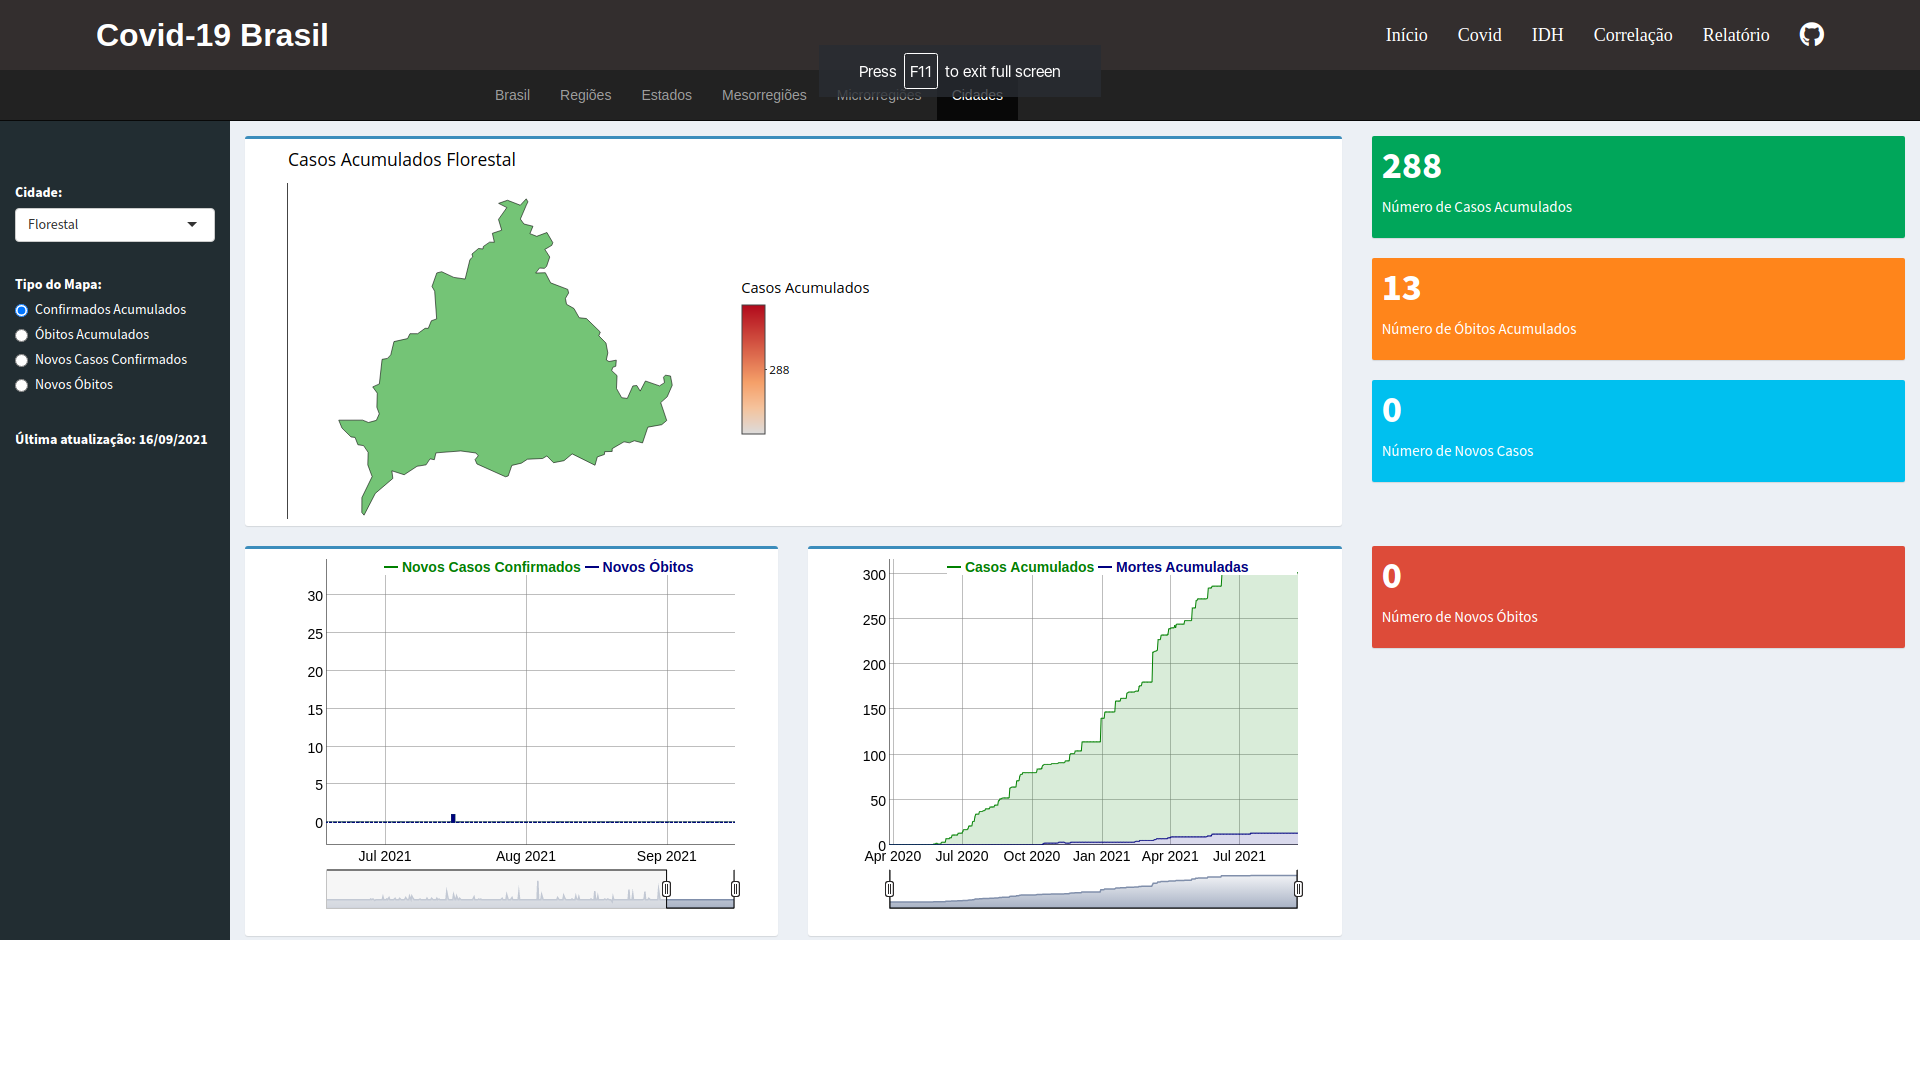 Covid-19 Brasil
Início Covid IDH Correlação Relatório
Press F11 to exit full screen
Brasil Regiões Estados Mesorregiões Microrregiões Cidades
Cidade:
Florestal
Tipo do Mapa:
Confirmados Acumulados
Óbitos Acumulados
Novos Casos Confirmados
Novos Óbitos
Última atualização: 16/09/2021
Casos Acumulados Florestal
Casos Acumulados
288
288
Número de Casos Acumulados
13
Número de Óbitos Acumulados
0
Número de Novos Casos
0
Número de Novos Óbitos
Novos Casos Confirmados Novos Óbitos
30
25
20
15
10
5
0
Jul 2021 Aug 2021 Sep 2021
Casos Acumulados Mortes Acumuladas
300
250
200
150
100
50
0
Apr 2020 Jul 2020 Oct 2020 Jan 2021 Apr 2021 Jul 2021